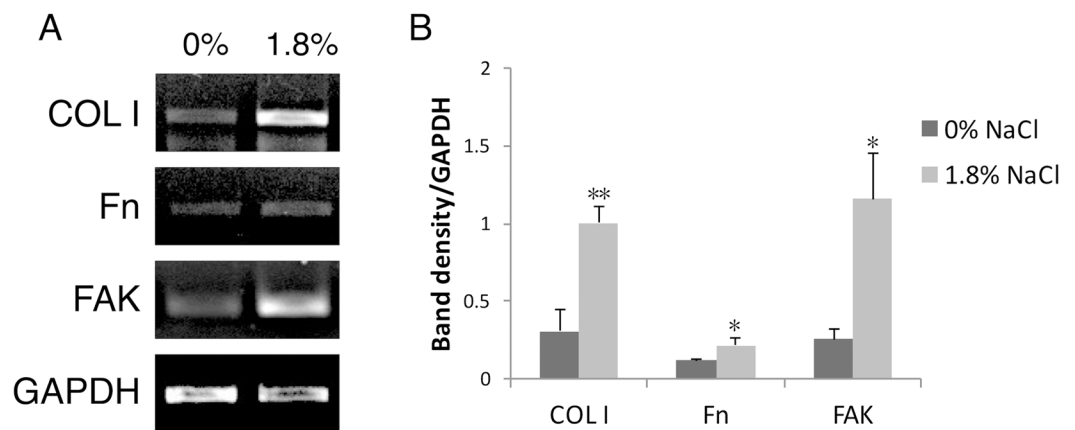 A
0% 1.8%
COL I
Fn
FAK
GAPDH
B
Band density/GAPDH
2
1.5
1
0.5
0
**
*
*
COL I Fn FAK
0% NaCl
1.8% NaCl